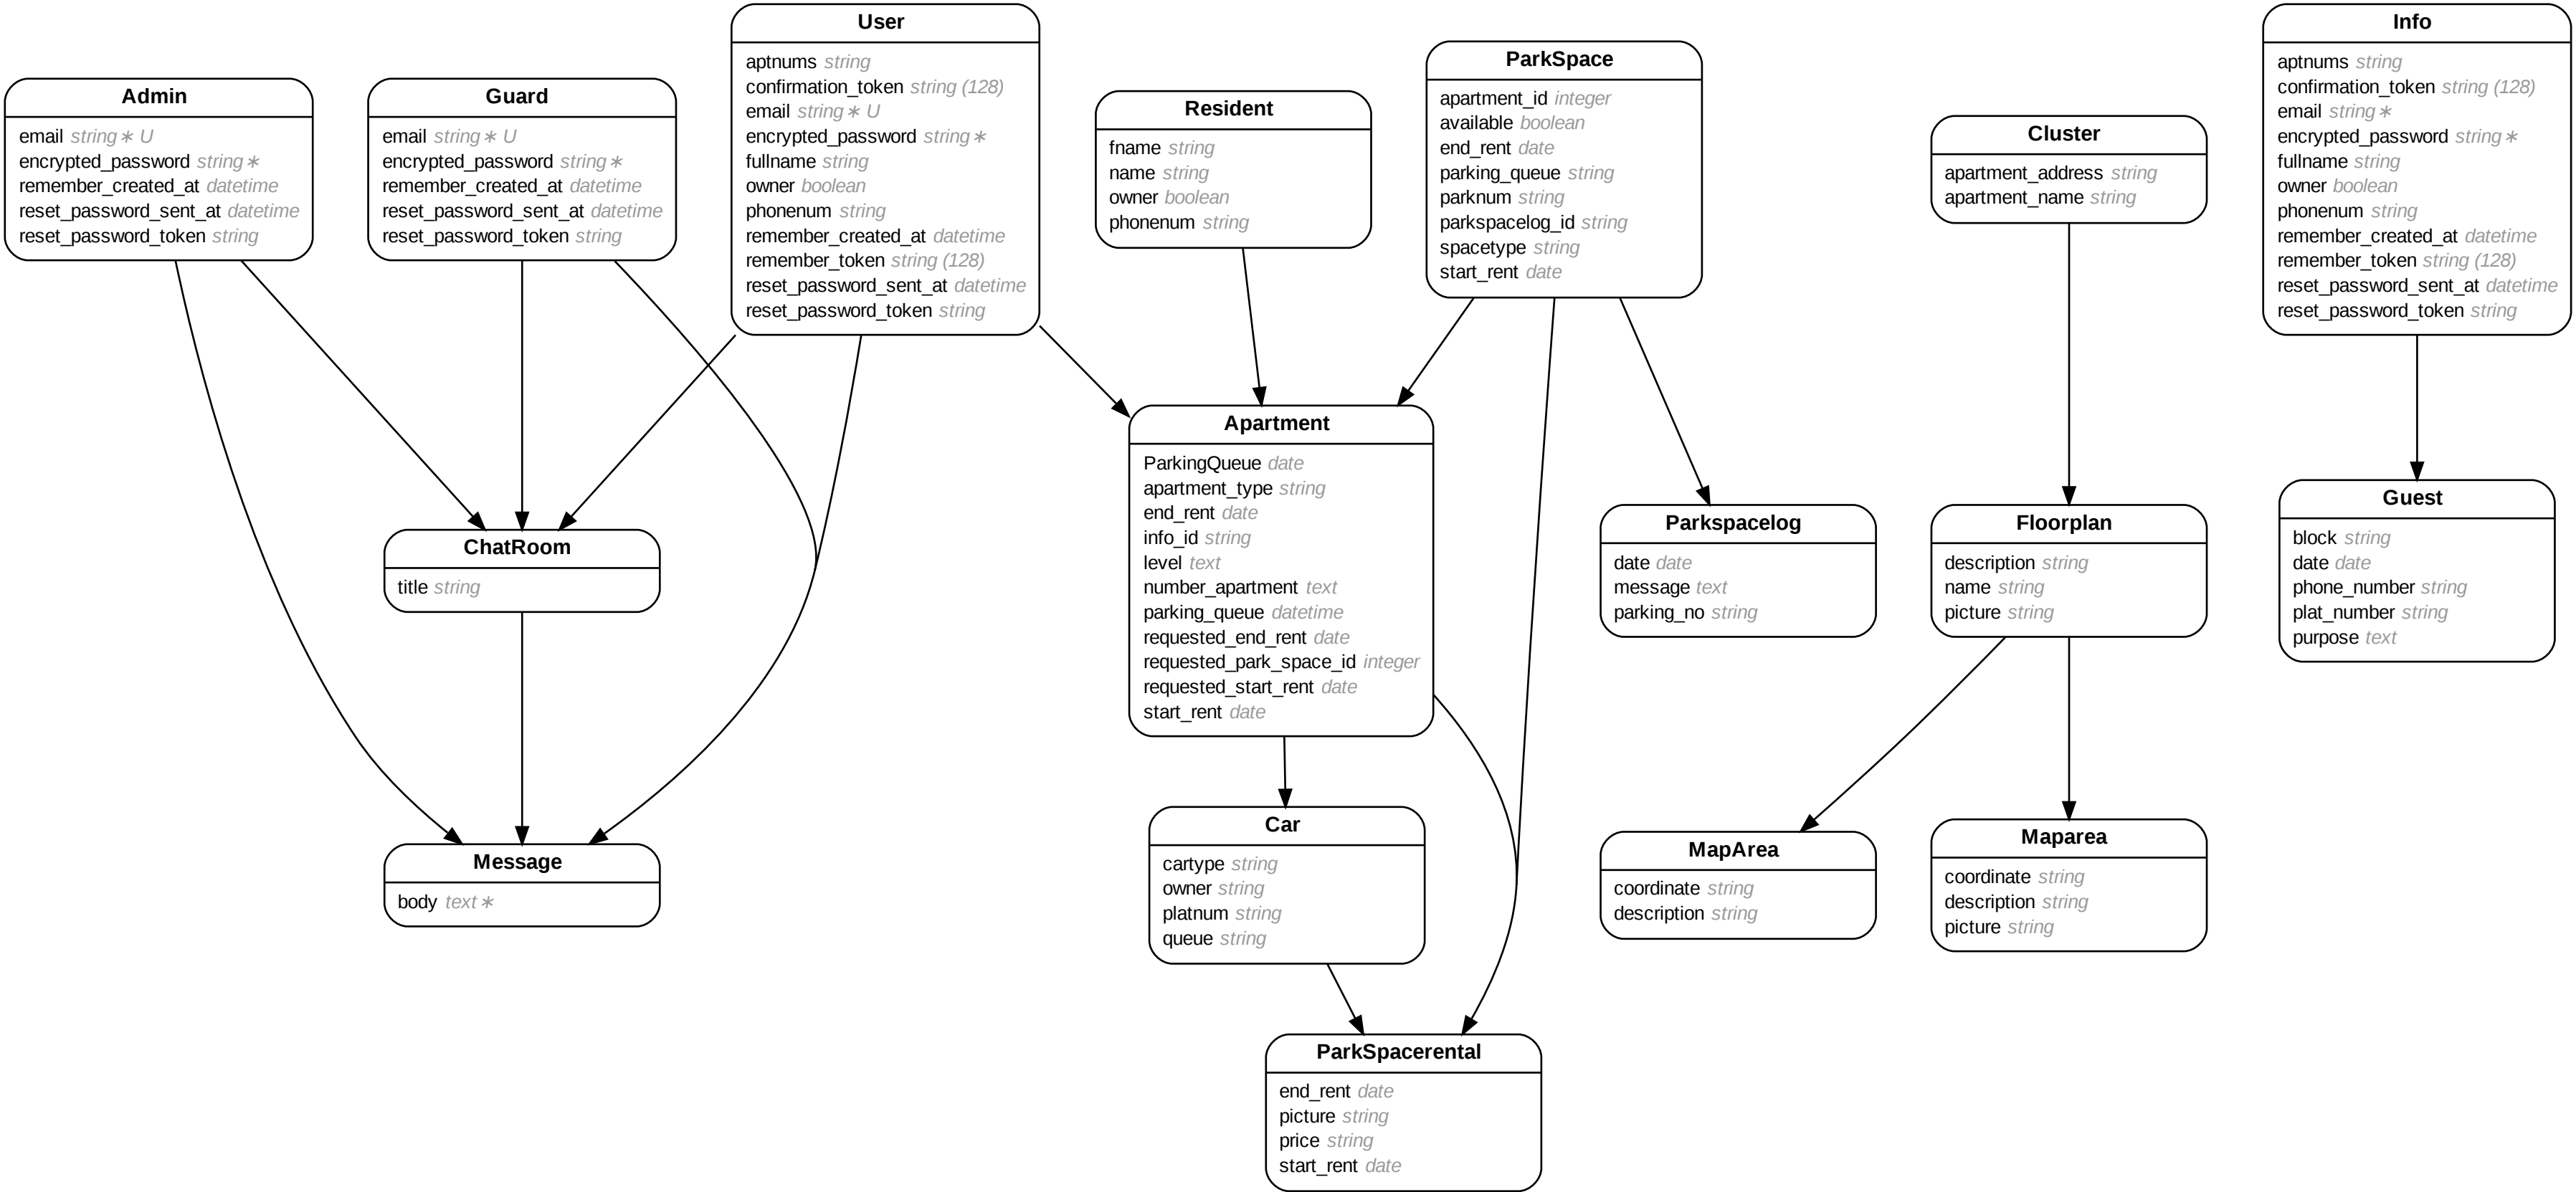 Admin
email string∗ U
encrypted_password string∗
remember_created_at datetime
reset_password_sent_at datetime
reset_password_token string
Guard
email string∗ U
encrypted_password string∗
remember_created_at datetime
reset_password_sent_at datetime
reset_password_token string
User
aptnums string
confirmation_token string (128)
email string∗ U
encrypted_password string∗
fullname string
owner boolean
phonenum string
remember_created_at datetime
remember_token string (128)
reset_password_sent_at datetime
reset_password_token string
Resident
fname string
name string
owner boolean
phonenum string
ParkSpace
apartment_id integer
available boolean
end_rent date
parking_queue string
parknum string
parkspacelog_id string
spacetype string
start_rent date
Cluster
apartment_address string
apartment_name string
Info
aptnums string
confirmation_token string (128)
email string∗
encrypted_password string∗
fullname string
owner boolean
phonenum string
remember_created_at datetime
remember_token string (128)
reset_password_sent_at datetime
reset_password_token string
ChatRoom
title string
Apartment
ParkingQueue date
apartment_type string
end_rent date
info_id string
level text
number_apartment text
parking_queue datetime
requested_end_rent date
requested_park_space_id integer
requested_start_rent date
start_rent date
Parkspacelog
date date
message text
parking_no string
Floorplan
description string
name string
picture string
Guest
block string
date date
phone_number string
plat_number string
purpose text
Message
body text∗
Car
cartype string
owner string
platnum string
queue string
MapArea
coordinate string
description string
Maparea
coordinate string
description string
picture string
ParkSpacerental
end_rent date
picture string
price string
start_rent date